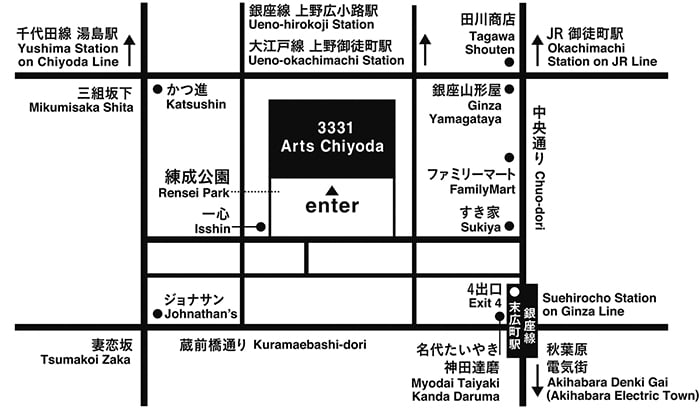 千代田線 湯島駅
Yushima Station
on Chiyoda Line
銀座線 上野広小路駅
Ueno-hirokoji Station
大江戸線 上野御徒町駅
Ueno-okachimachi Station
田川商店
Tagawa
Shouten
JR 御徒町駅
Okachimachi
Station on JR Line
三組坂下
Mikumisaka Shita
かつ進
Katsushin
3331
Arts Chiyoda
銀座山形屋
Ginza
Yamagataya
中央通り Chuo-dori
練成公園
Rensei Park
enter
ファミリーマート
FamilyMart
一心
Isshin
すき家
Sukiya
ジョナサン
Johnathan's
4出口
Exit 4
末広町駅
銀座線
Suehirocho Station
on Ginza Line
妻恋坂
Tsumakoi Zaka
蔵前橋通り Kuramaebashi-dori
名代たいやき
神田達磨
Myodai Taiyaki
Kanda Daruma
秋葉原
電気街
Akihabara Denki Gai
(Akihabara Electric Town)